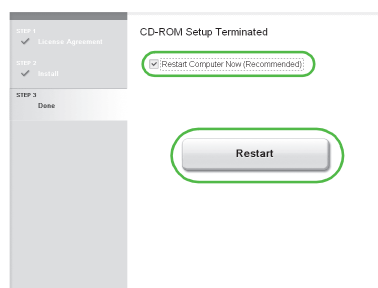 STEP 1
License Agreement
STEP 2
Install
STEP 3
Done
CD-ROM Setup Terminated
Restart Computer Now (Recommended)
Restart